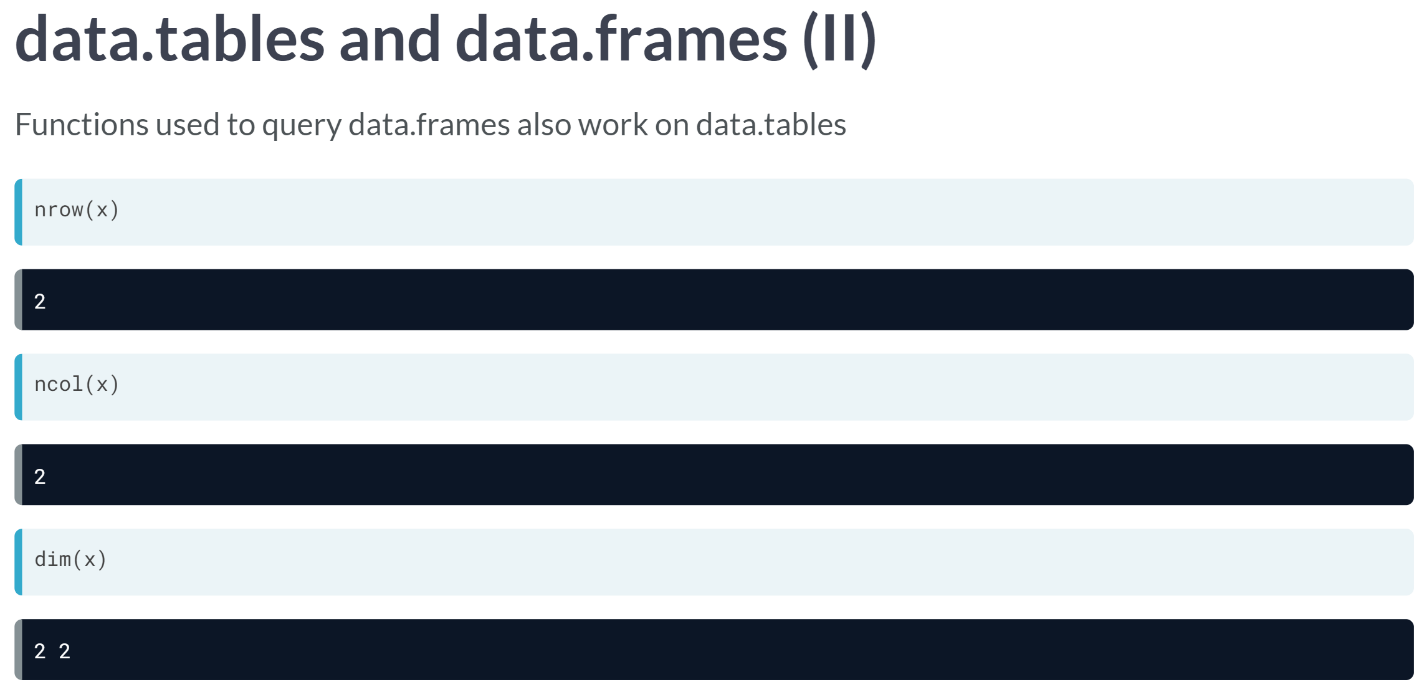 data.tables and data.frames (II)
Functions used to query data.frames also work on data.tables
nrow(x)
2
ncol(x)
2
dim(x)
2 2